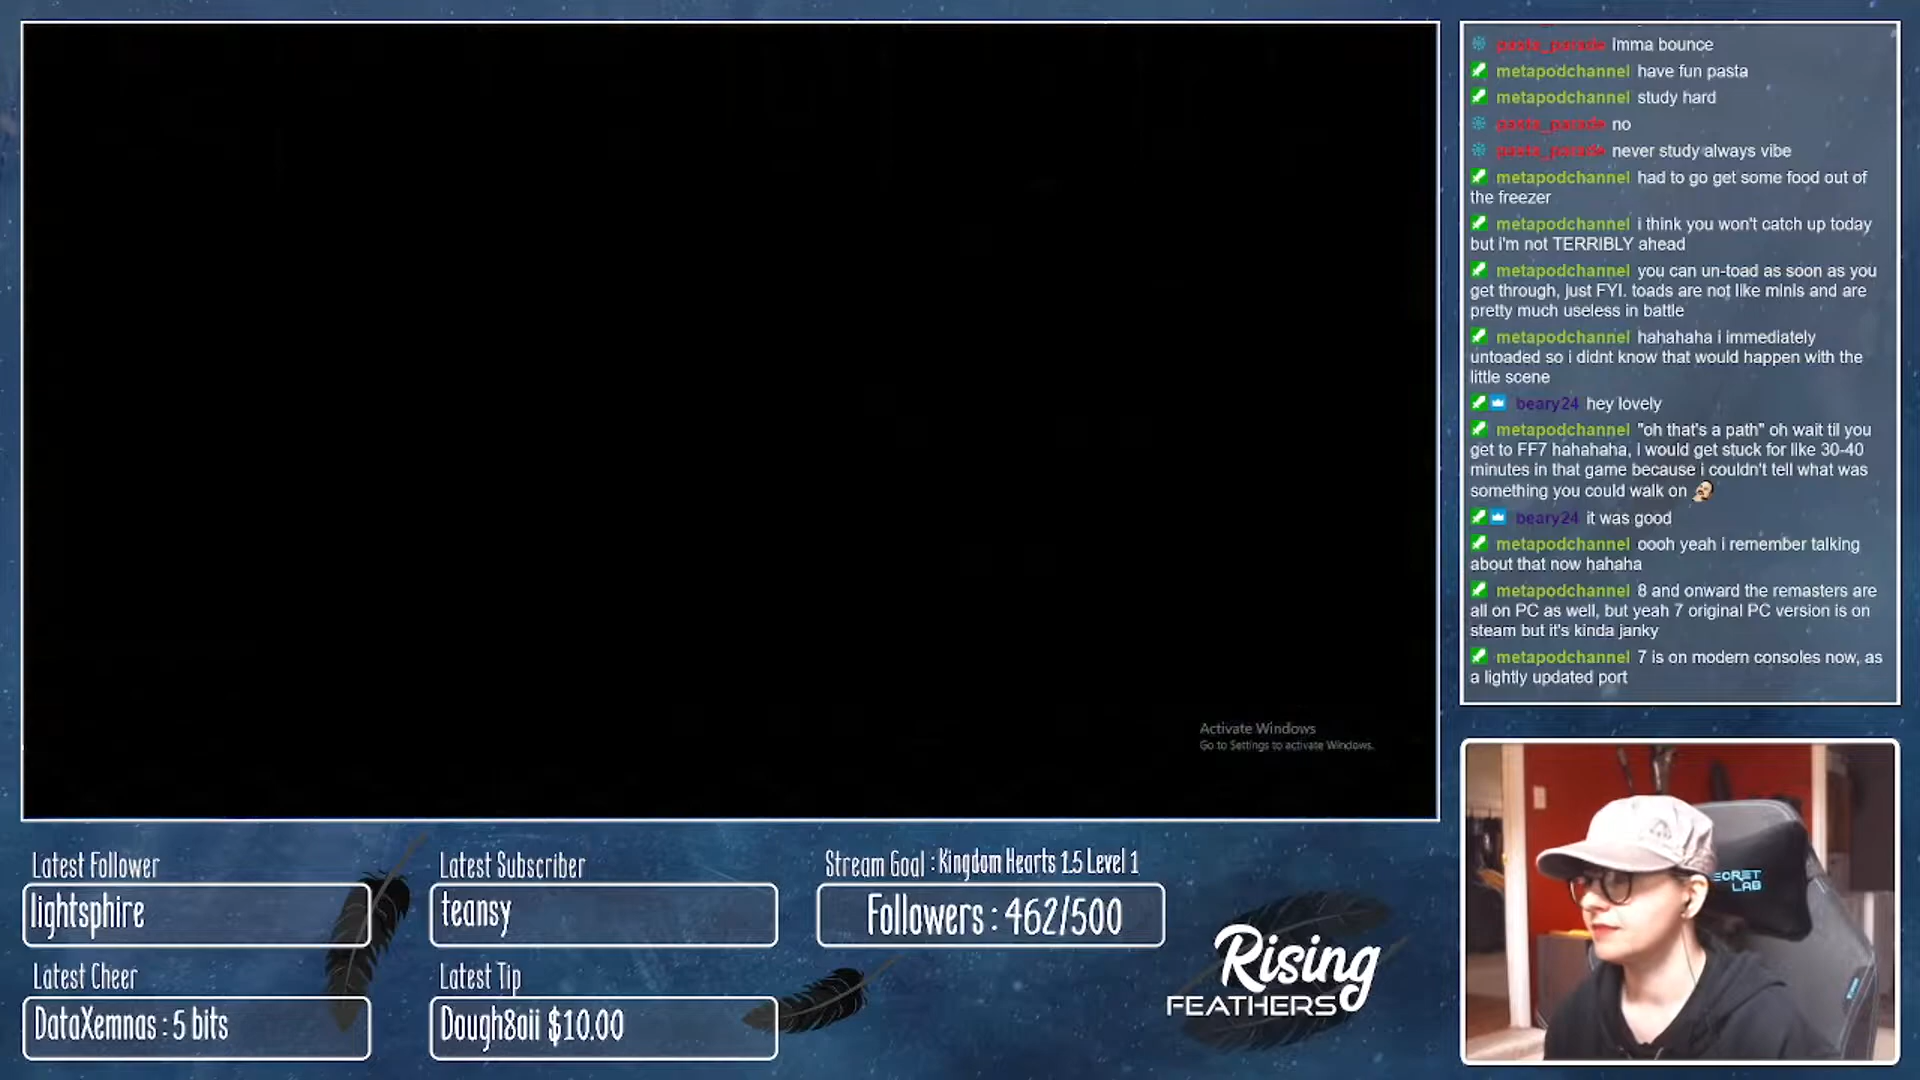 pasta_parade Imma bounce
metapodchannel have fun pasta
metapodchannel study hard
pasta_parade no
pasta_parade never study always vibe
metapodchannel had to go get some food out of
the freezer
metapodchannel i think you won't catch up today
but i'm not TERRIBLY ahead
metapodchannel you can un-toad as soon as you
get through, just FYI. toads are not like minis and are
pretty much useless in battle
metapodchannel hahahaha i immediately
untoaded so i didnt know that would happen with the
little scene
beary24 hey lovely
metapodchannel "oh that's a path" oh wait til you
get to FF7 hahahaha, i would get stuck for like 30-40
minutes in that game because i couldn't tell what was
something you could walk on
beary24 it was good
metapodchannel oooh yeah i remember talking
about that now hahaha
metapodchannel 8 and onward the remasters are
all on PC as well, but yeah 7 original PC version is on
steam but it's kinda janky
metapodchannel 7 is on modern consoles now, as
a lightly updated port
Activate Windows
Go to Settings to activate Windows.
Latest Follower
lightsphire
Latest Subscriber
teansy
Stream Goal : Kingdom Hearts 1.5 Level 1
Followers : 462/500
Latest Cheer
DataXemnas : 5 bits
Latest Tip
Dough8oii $10.00
Rising
FEATHERS
SECRET
LAB